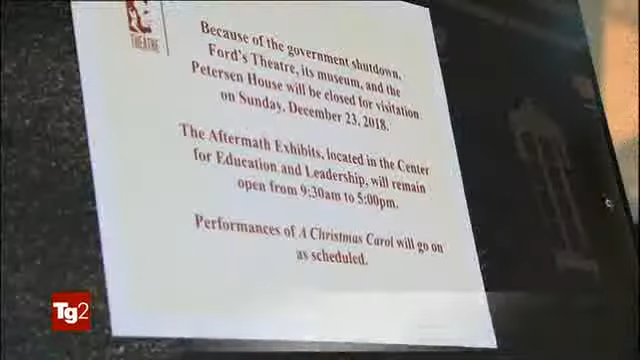 THEATRE
Because of the government shutdown,
Ford's Theatre, its museum, and the
Petersen House will be closed for visitation
on Sunday, December 23, 2018.
The Aftermath Exhibits, located in the Center
for Education and Leadership, will remain
open from 9:30am to 5:00pm.
Performances of A Christmas Carol will go on
as scheduled.
Tg2